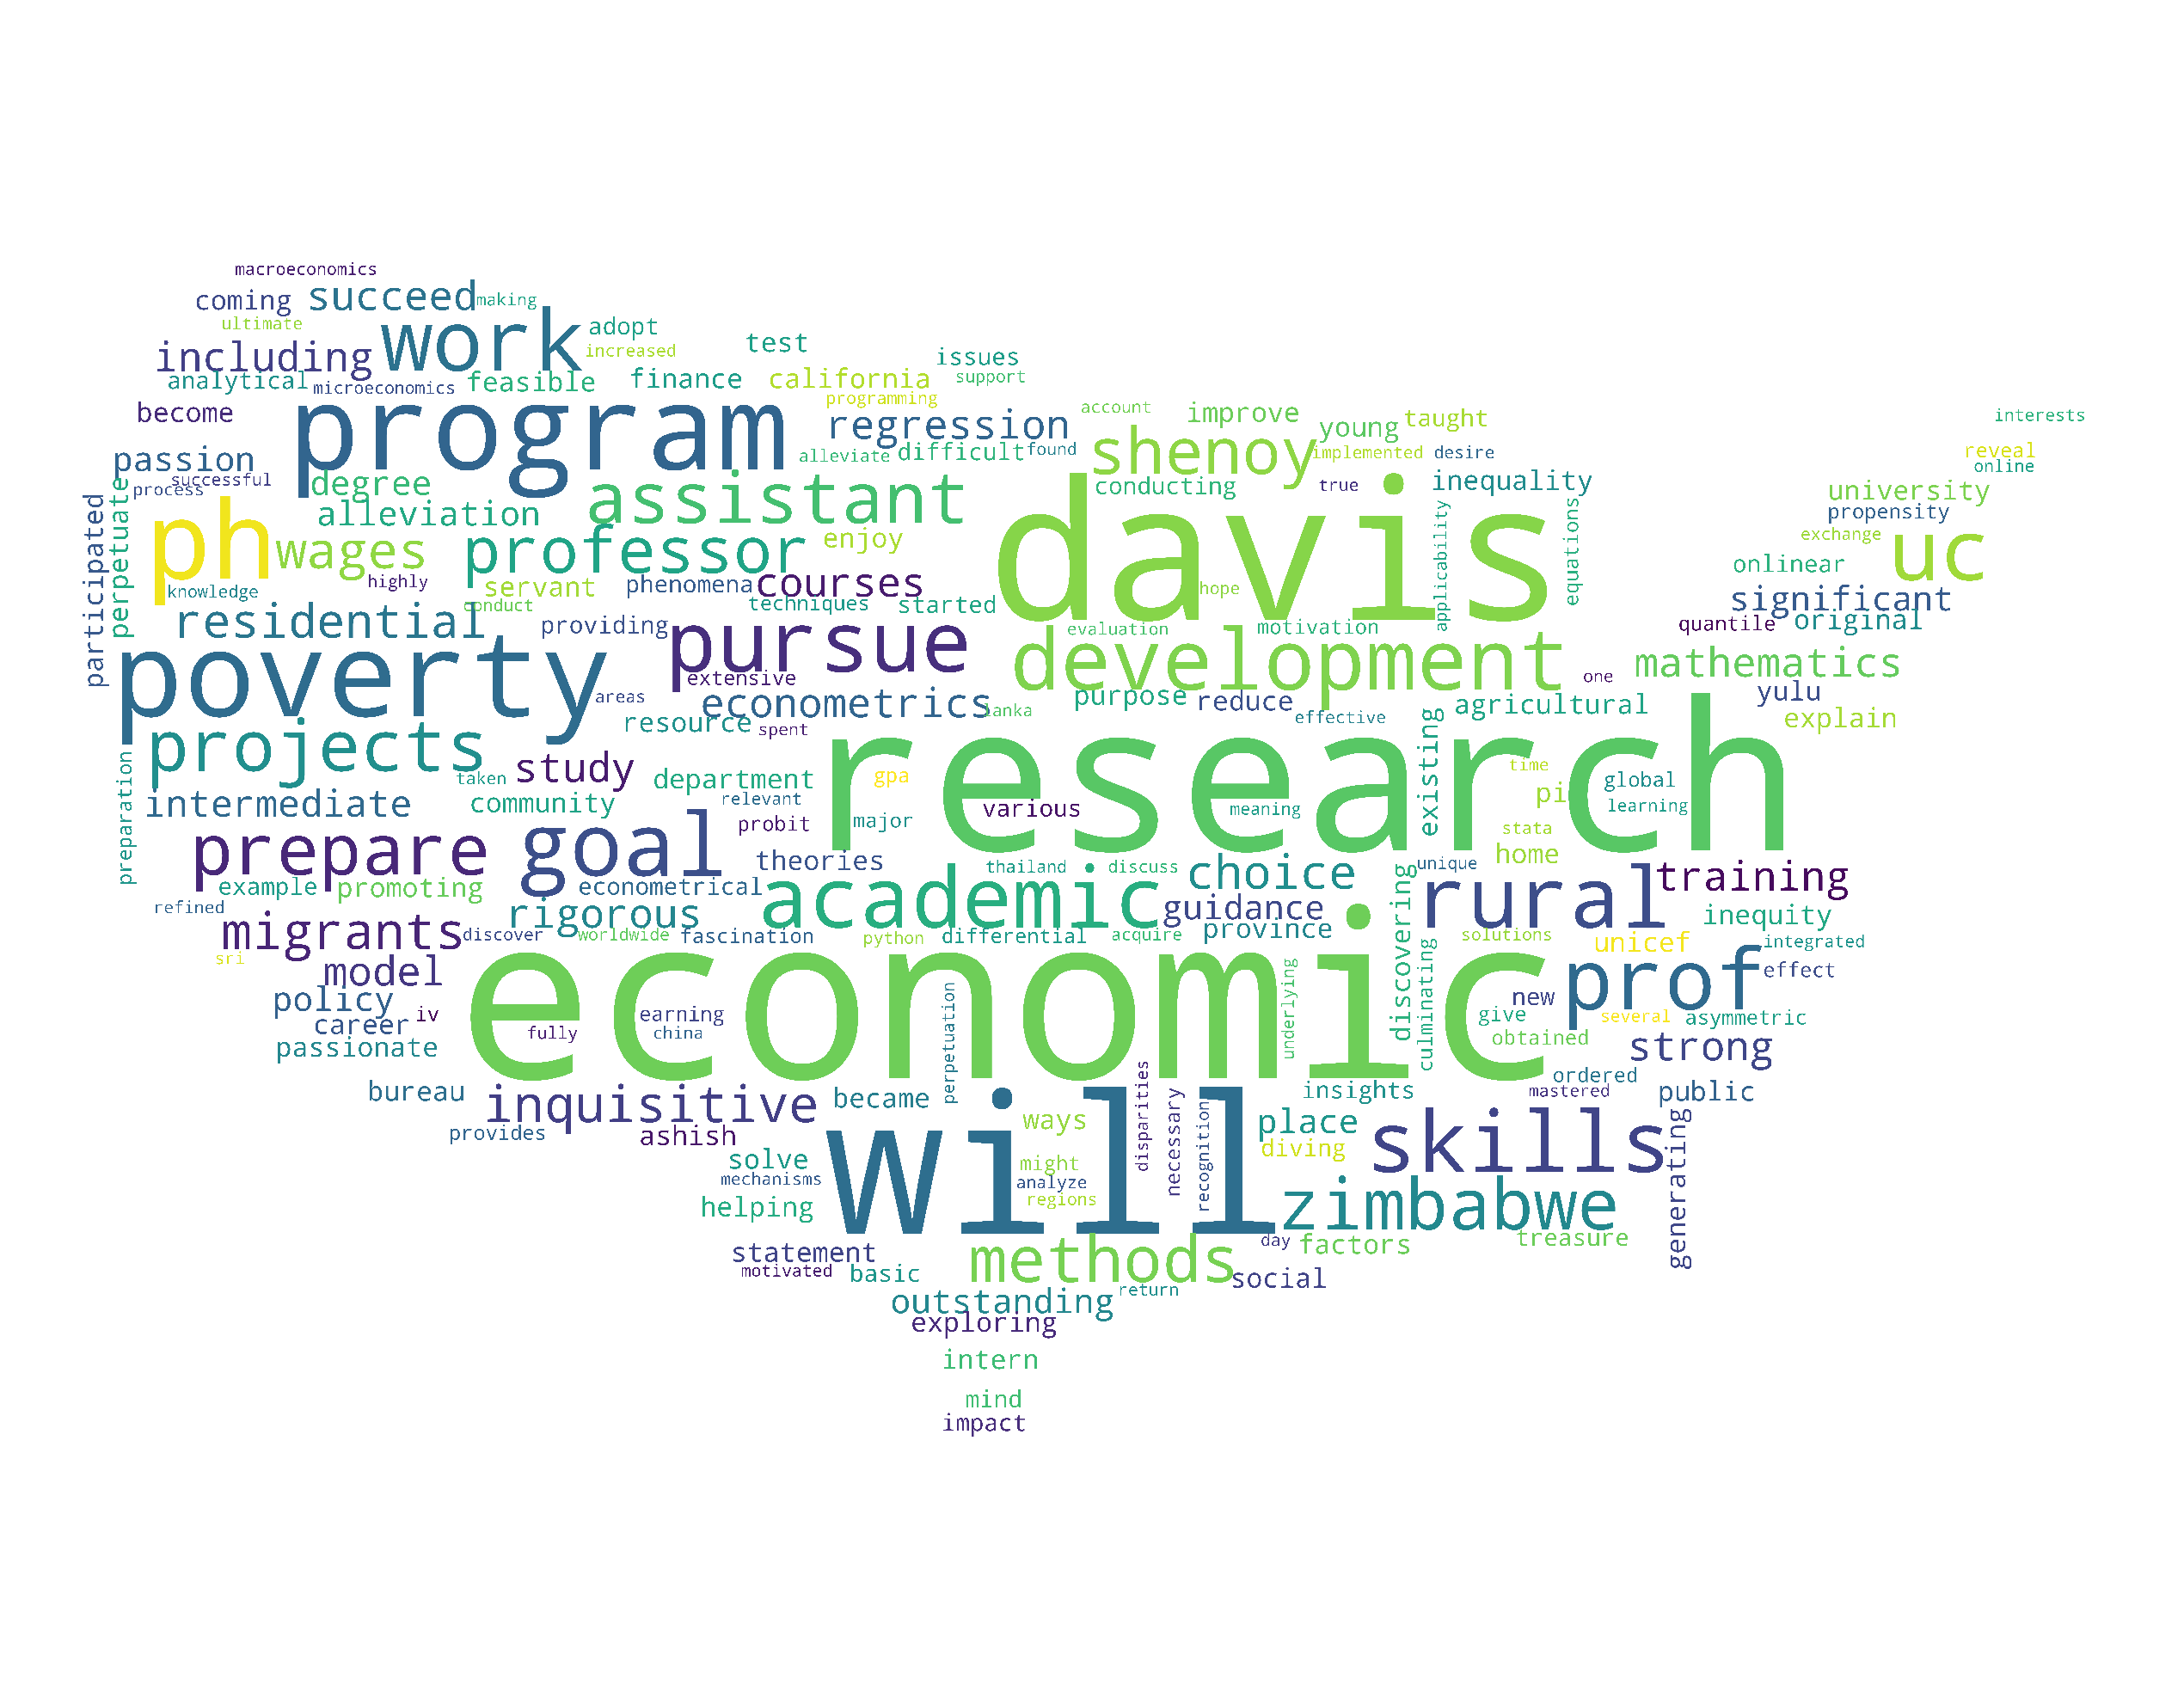 macroeconomics
coming succeed making
ultimate
including work adopt test
increased issues
analytical microeconomics feasible finance california support
become program programming regression account improve young taught interests
passion successful alleviate difficult found shenoy implemented desire reveal
process degree conducting true inequality online
participated perpetuate alleviation assistant davis applicability equations university
propensity
ph wages professor enjoy exchange uc
highly servant phenomena courses onlinear
knowledge conduct techniques started hope significant
residential providing pursue evaluation motivation quantile original
poverty extensive development mathematics
areas econometrics purpose reduce one yulu
resource spent lanka effective agricultural explain
preparation projects study department research existing time global
taken gpa pi learning
intermediate community relevant various meaning
prepare goal probit major stata
theories thailand discuss choice unique home training
example promoting econometrical academic rural
refined rigorous guidance inequity
migrants discover worldwide fascination python differential acquire province discovering culminating solutions unicef integrated
sri model economic prof effect
policy underlying new
career iv earning perpetuation give several asymmetric
passionate fully china obtained strong
bureau inquisitive became will disparities insights ordered
mastered public
provides ashish ways necessary recognition place skills generating
solve might diving
mechanisms analyze
helping regions zimbabwe
statement methods day factors treasure
motivated basic social
outstanding return
exploring
intern
mind
impact